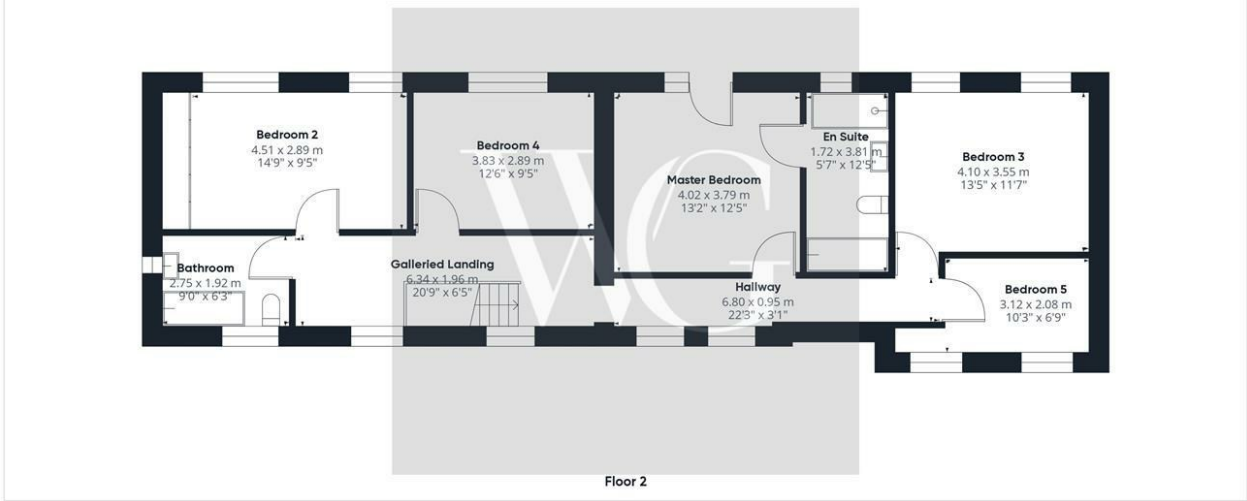 Bedroom 2
4.51 x 2.89 m
14'9" x 9'5"
Bedroom 4
3.83 x 2.89 m
12'6" x 9'5"
Master Bedroom
4.02 x 3.79 m
13'2" x 12'5"
En Suite
1.72 x 3.81 m
5'7" x 12'5"
Bedroom 3
4.10 x 3.55 m
13'5" x 11'7"
Bathroom
2.75 x 1.92 m
9'0" x 6'3"
Galleried Landing
6.34 x 1.96 m
20'9" x 6'5"
Hallway
6.80 x 0.95 m
22'3" x 3'1"
Bedroom 5
3.12 x 2.08 m
10'3" x 6'9"
WG
Floor 2